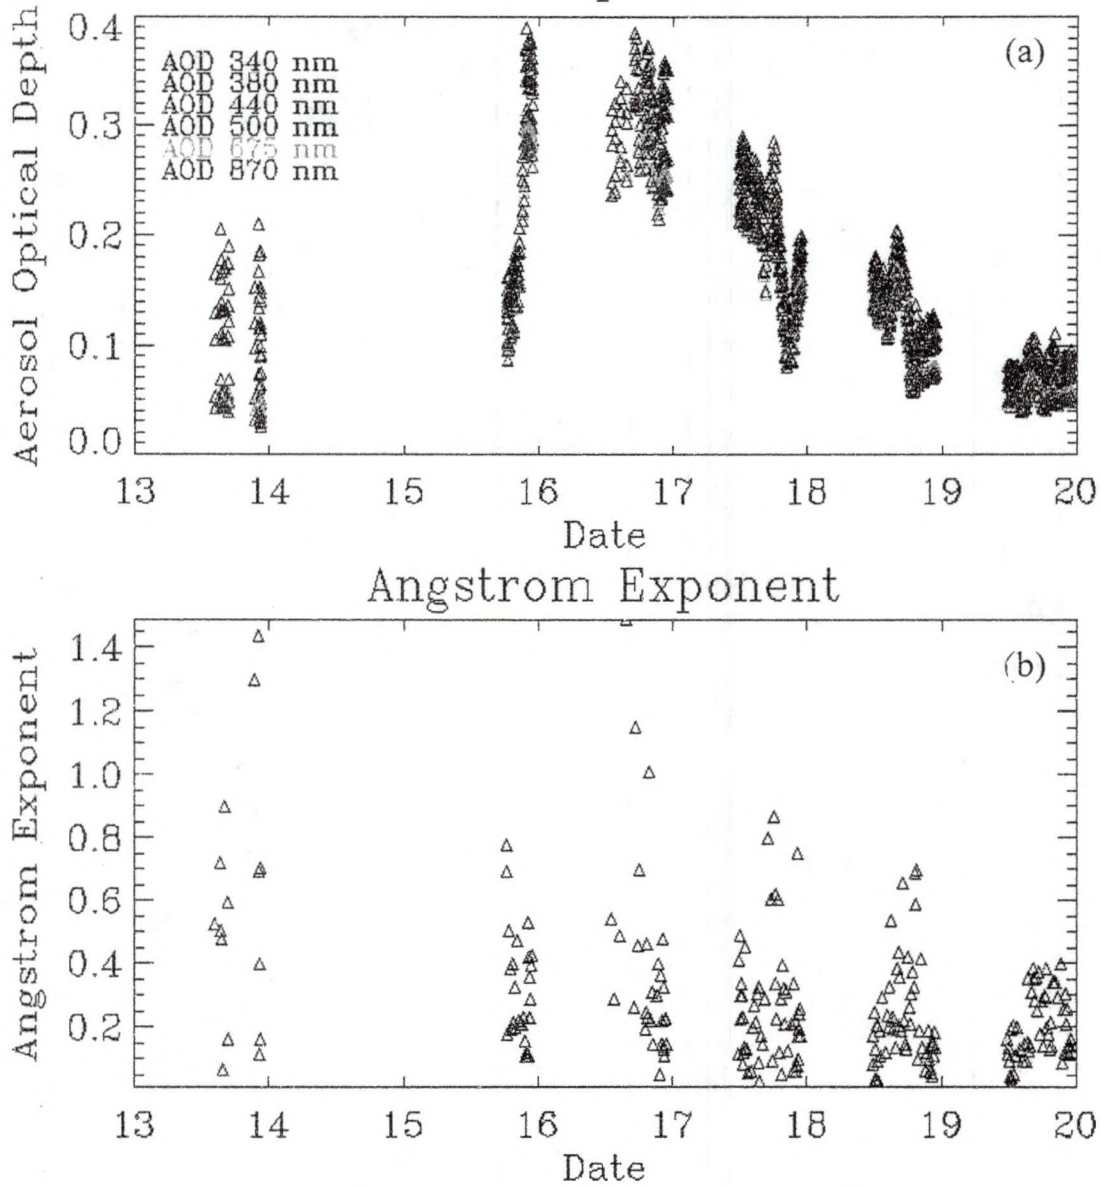 (a)
AOD 340 nm
AOD 380 nm
AOD 440 nm
AOD 500 nm
AOD 675 nm
AOD 870 nm
Aerosol Optical Depth
0.4
0.3
0.2
0.1
0.0
13 14 15 16 17 18 19 20
Date
Angstrom Exponent
(b)
Angstrom Exponent
1.4
1.2
1.0
0.8
0.6
0.4
0.2
13 14 15 16 17 18 19 20
Date